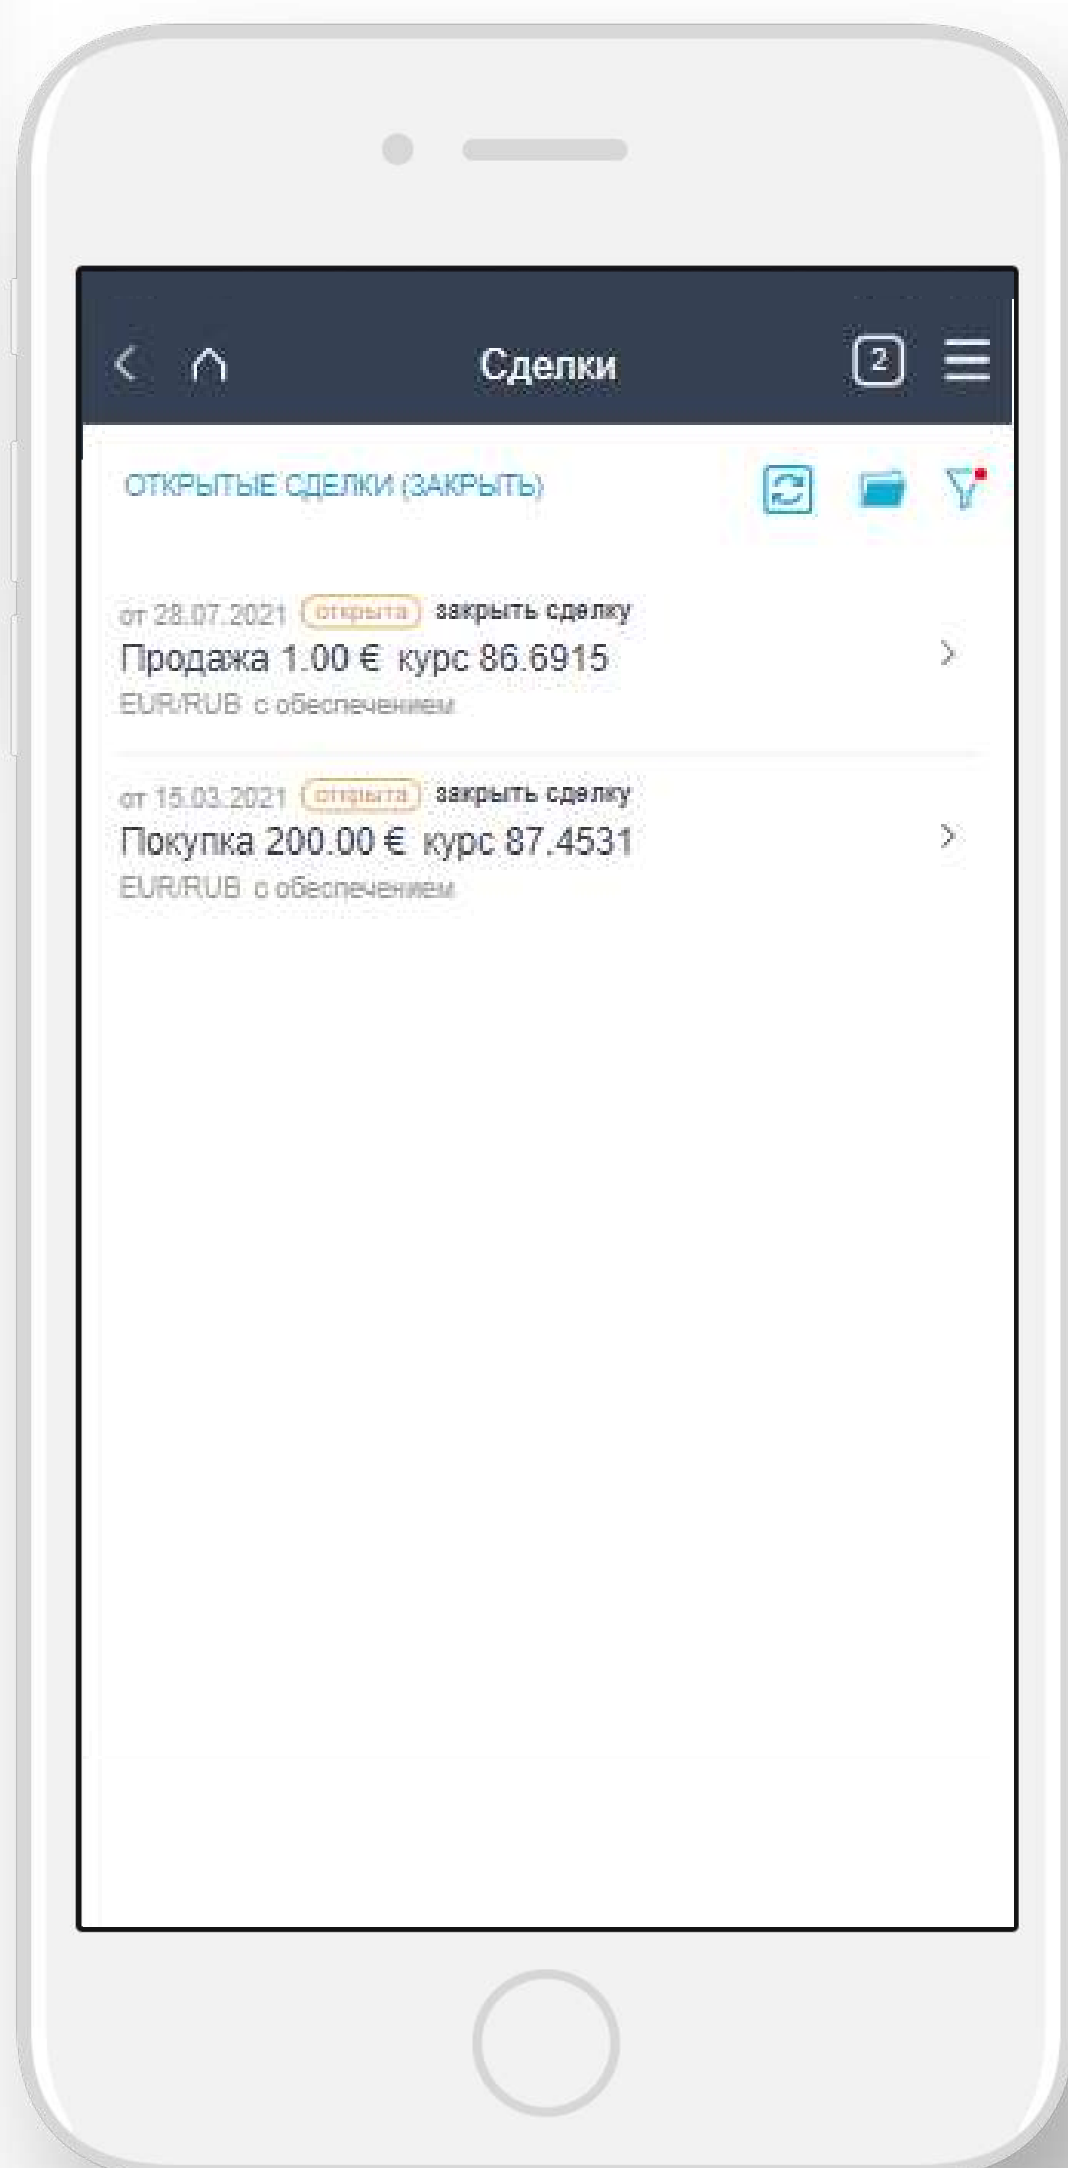 Сделки
2
ОТКРЫТЫЕ СДЕЛКИ (ЗАКРЫТЬ)
от 28.07.2021 открыта закрыть сделку
Продажа 1.00 € курс 86.6915
EUR/RUB с обеспечением
от 15.03.2021 открыта закрыть сделку
Покупка 200.00 € курс 87.4531
EUR/RUB с обеспечением